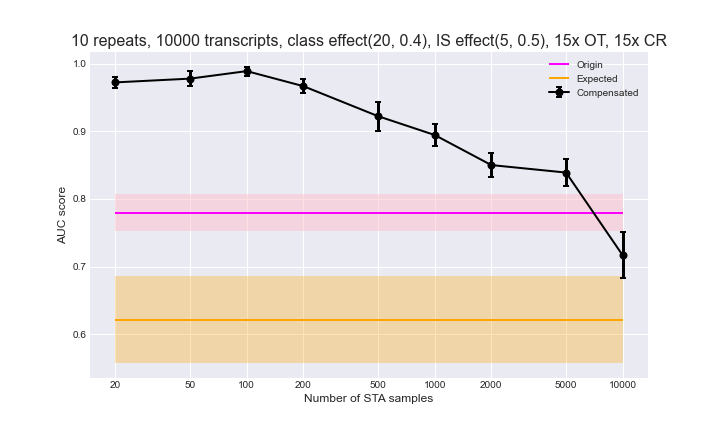 10 repeats, 10000 transcripts, class effect(20, 0.4), IS effect(5, 0.5), 15x OT, 15x CR
Origin
Expected
Compensated
AUC score
1.0
0.9
0.8
0.7
0.6
20 50 100 200 500 1000 2000 5000 10000
Number of STA samples